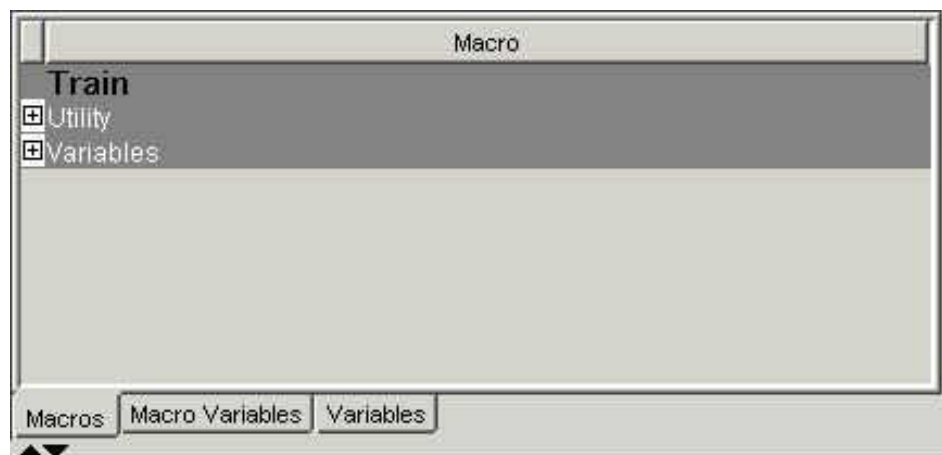 Macro
Train
Utility
Variables
Macros Macro Variables Variables